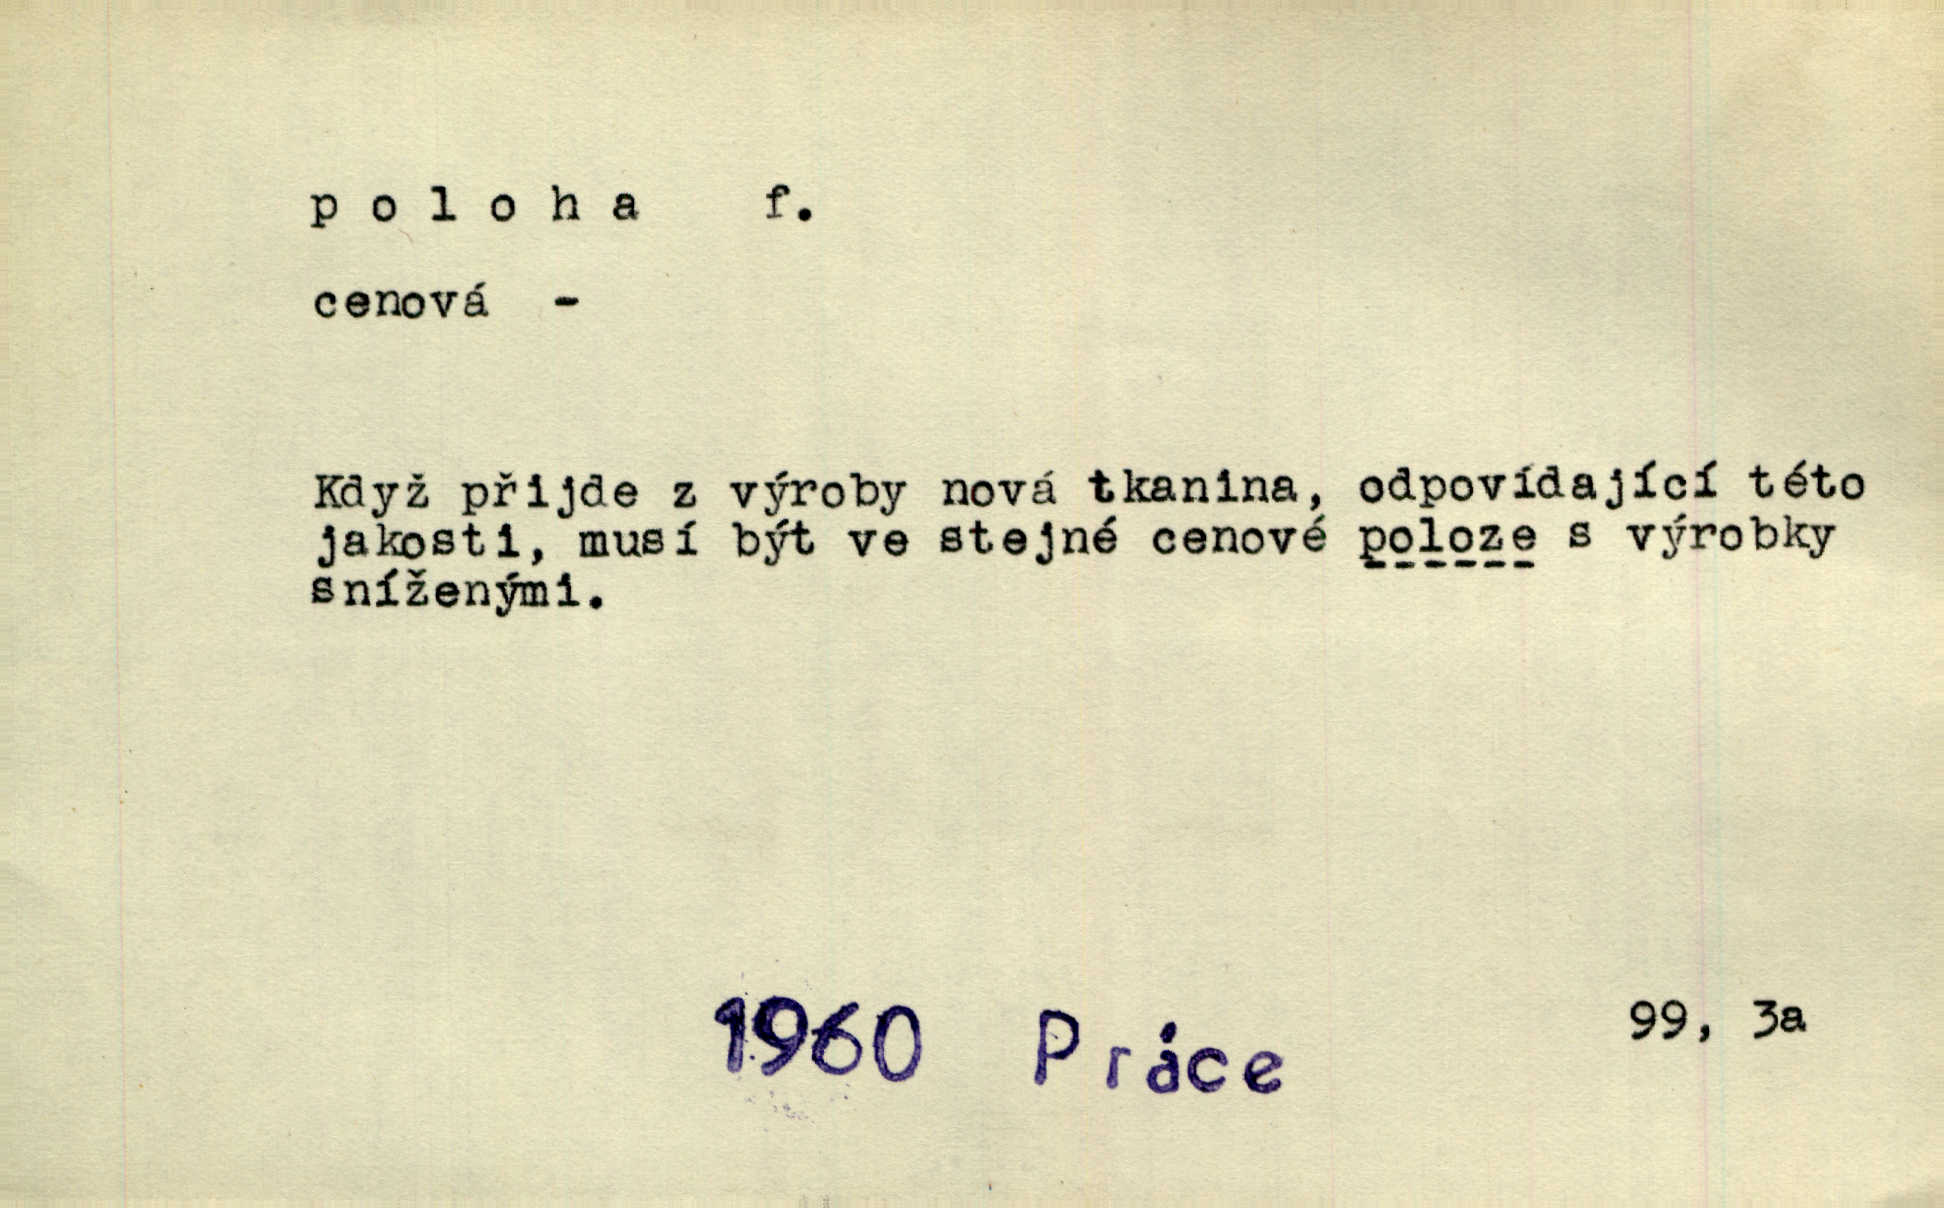 poloha f.
cenová -
Když přijde z výroby nová tkanina, odpovídající této
jakosti, musí být ve stejné cenové poloze s výrobky
sníženými.
1960 Práce 99, 3a